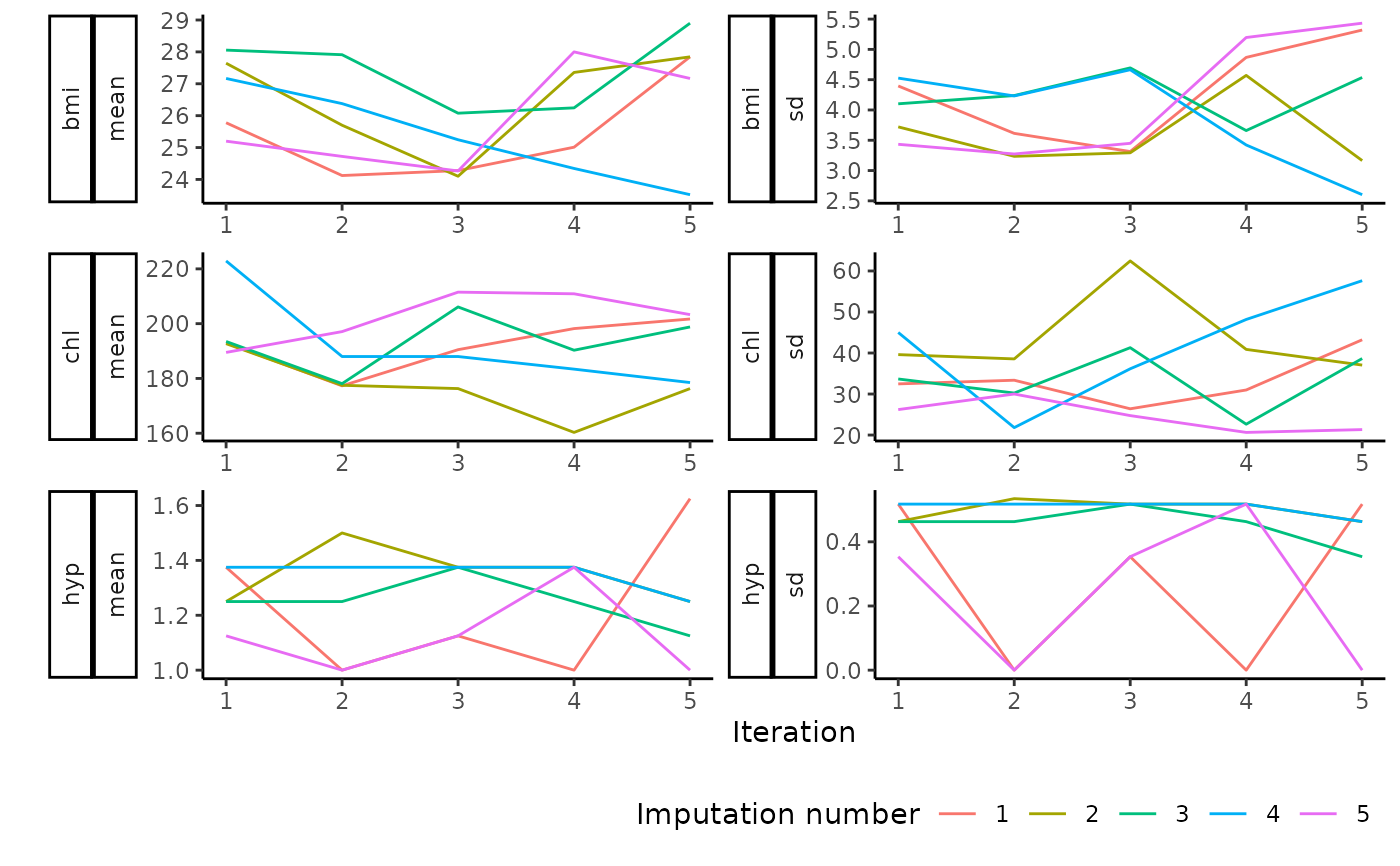 bmi
mean
29
28
27
26
25
24
1 2 3 4 5
bmi
sd
5.5
5.0
4.5
4.0
3.5
3.0
2.5
1 2 3 4 5
chl
mean
220
200
180
160
1 2 3 4 5
chl
sd
60
50
40
30
20
1 2 3 4 5
hyp
mean
1.6
1.4
1.2
1.0
1 2 3 4 5
hyp
sd
0.4
0.2
0.0
1 2 3 4 5
Iteration
Imputation number 1 2 3 4 5